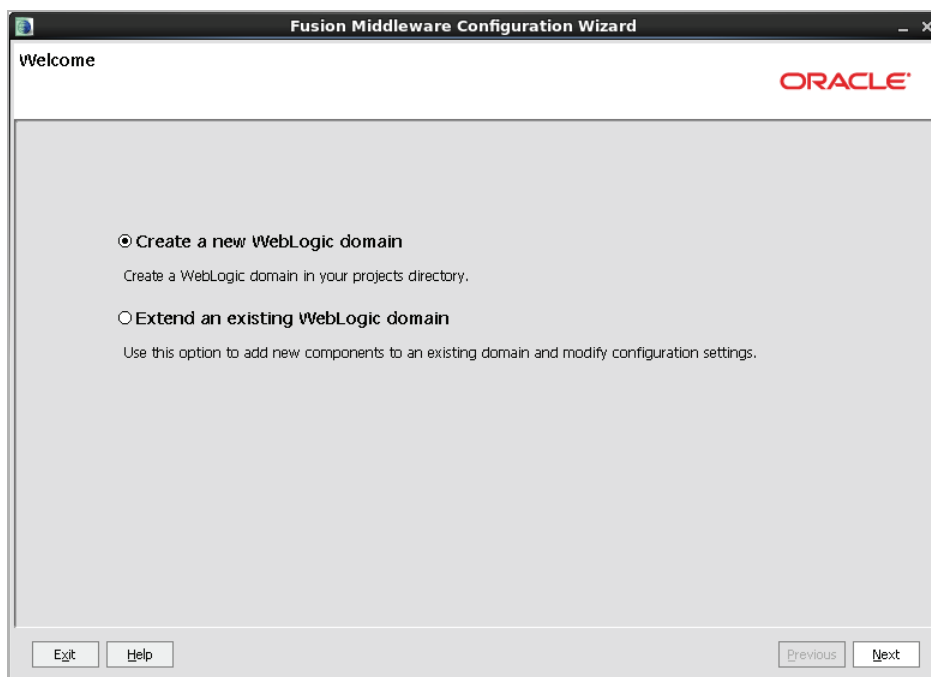 Fusion Middleware Configuration Wizard
Welcome
ORACLE
Create a new WebLogic domain
Create a WebLogic domain in your projects directory.
Extend an existing WebLogic domain
Use this option to add new components to an existing domain and modify configuration settings.
Exit Help Previous Next